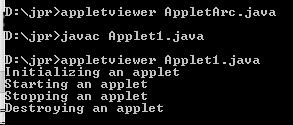 D:\jpr>appletviewer AppletArc.java
D:\jpr>javac Applet1.java
D:\jpr>appletviewer Applet1.java
Initializing an applet
Starting an applet
Stopping an applet
Destroying an applet